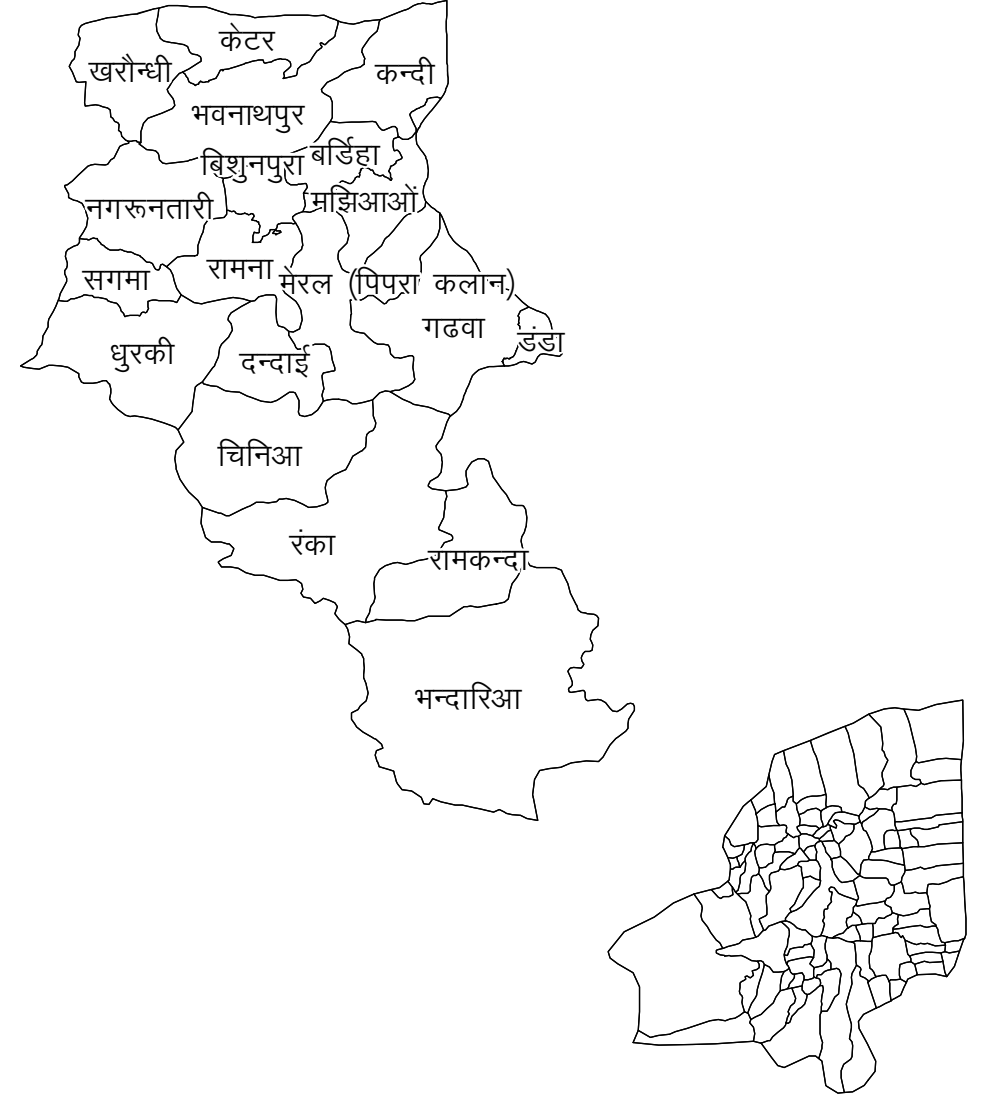 केटर
खरौन्धी
कन्दी
भवनाथपुर
बर्डिहा
बिशुनपुरा
मझिआओं
नगरूनतारी
रामना
सगमा
मेरल (पिपरा कलान)
गढवा
डंडा
धुरकी
दन्दाई
चिनिआ
रंका
रामकन्दा
भन्दारिआ